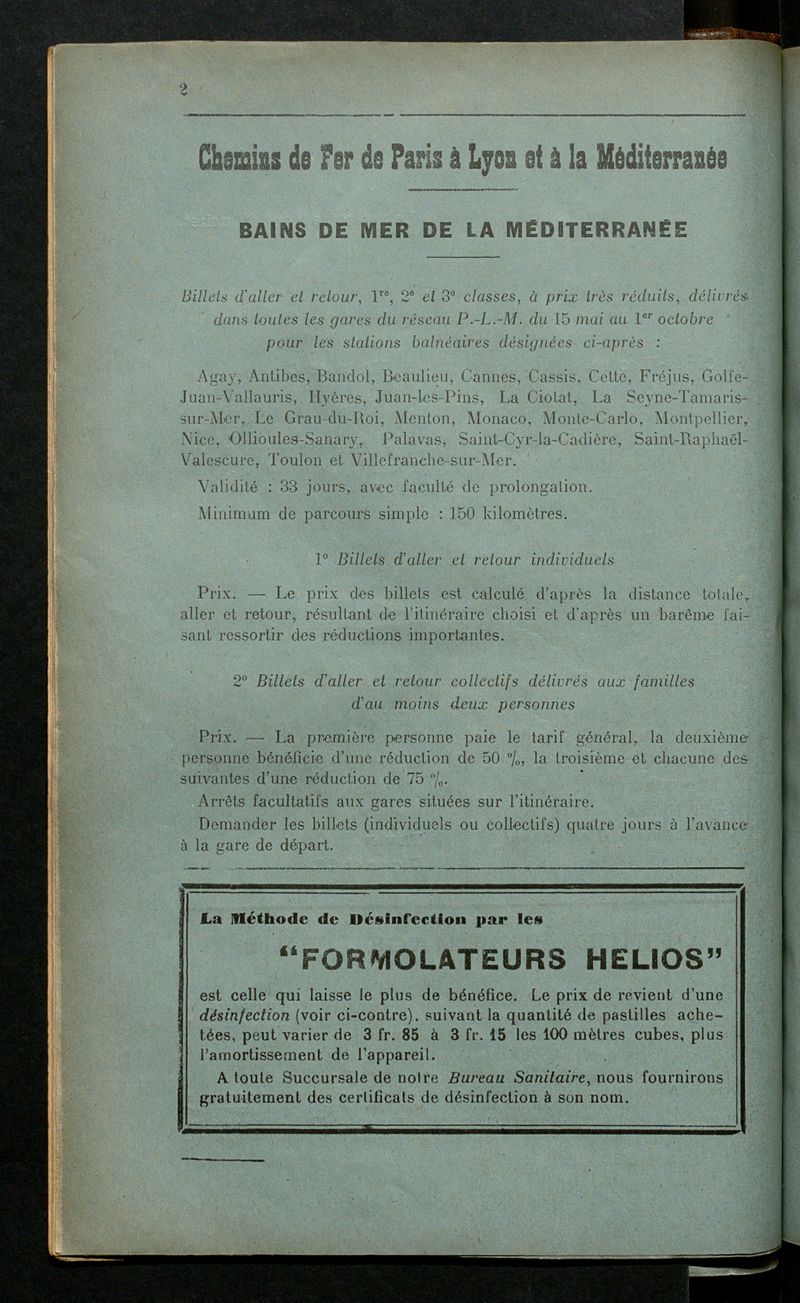 2
Chemins de Fer de Paris à Lyon et à la Méditerranée
BAINS DE MER DE LA MÉDITERRANÉE
Billets d'aller et retour, 1re, 2e et 3e classes, à prix très réduits, délivrés
dans toutes les gares du réseau P.-L.-M. du 15 mai au 1er octobre
pour les stations balnéaires désignées ci-après :
Agay, Antibes, Bandol, Beaulieu, Cannes, Cassis, Cette, Fréjus, Golfe-
Juan-Vallauris, Hyères, Juan-les-Pins, La Ciotat, La Seyne-Tamaris-
sur-Mer, Le Grau-du-Roi, Menton, Monaco, Monte-Carlo, Montpellier,
Nice, Ollioules-Sanary, Palavas, Saint-Cyr-la-Cadière, Saint-Raphaël-
Valescure, Toulon et Villefranche-sur-Mer.
Validité : 33 jours, avec faculté de prolongation.
Minimum de parcours simple : 150 kilomètres.
1° Billets d'aller et retour individuels
Prix. — Le prix des billets est calculé d'après la distance totale,
aller et retour, résultant de l'itinéraire choisi et d'après un barême fai-
sant ressortir des réductions importantes.
2° Billets d'aller et retour collectifs délivrés aux familles
d'au moins deux personnes
Prix. — La première personne paie le tarif général, la deuxième
personne bénéficie d'une réduction de 50 %, la troisième et chacune des
suivantes d'une réduction de 75 %.
Arrêts facultatifs aux gares situées sur l'itinéraire.
Demander les billets (individuels ou collectifs) quatre jours à l'avance
à la gare de départ.
La Méthode de Désinfection par les
“FORMOLATEURS HELIOS”
est celle qui laisse le plus de bénéfice. Le prix de revient d'une
désinfection (voir ci-contre), suivant la quantité de pastilles ache-
tées, peut varier de 3 fr. 85 à 3 fr. 15 les 100 mètres cubes, plus
l'amortissement de l'appareil.
A toute Succursale de notre Bureau Sanitaire, nous fournirons
gratuitement des certificats de désinfection à son nom.